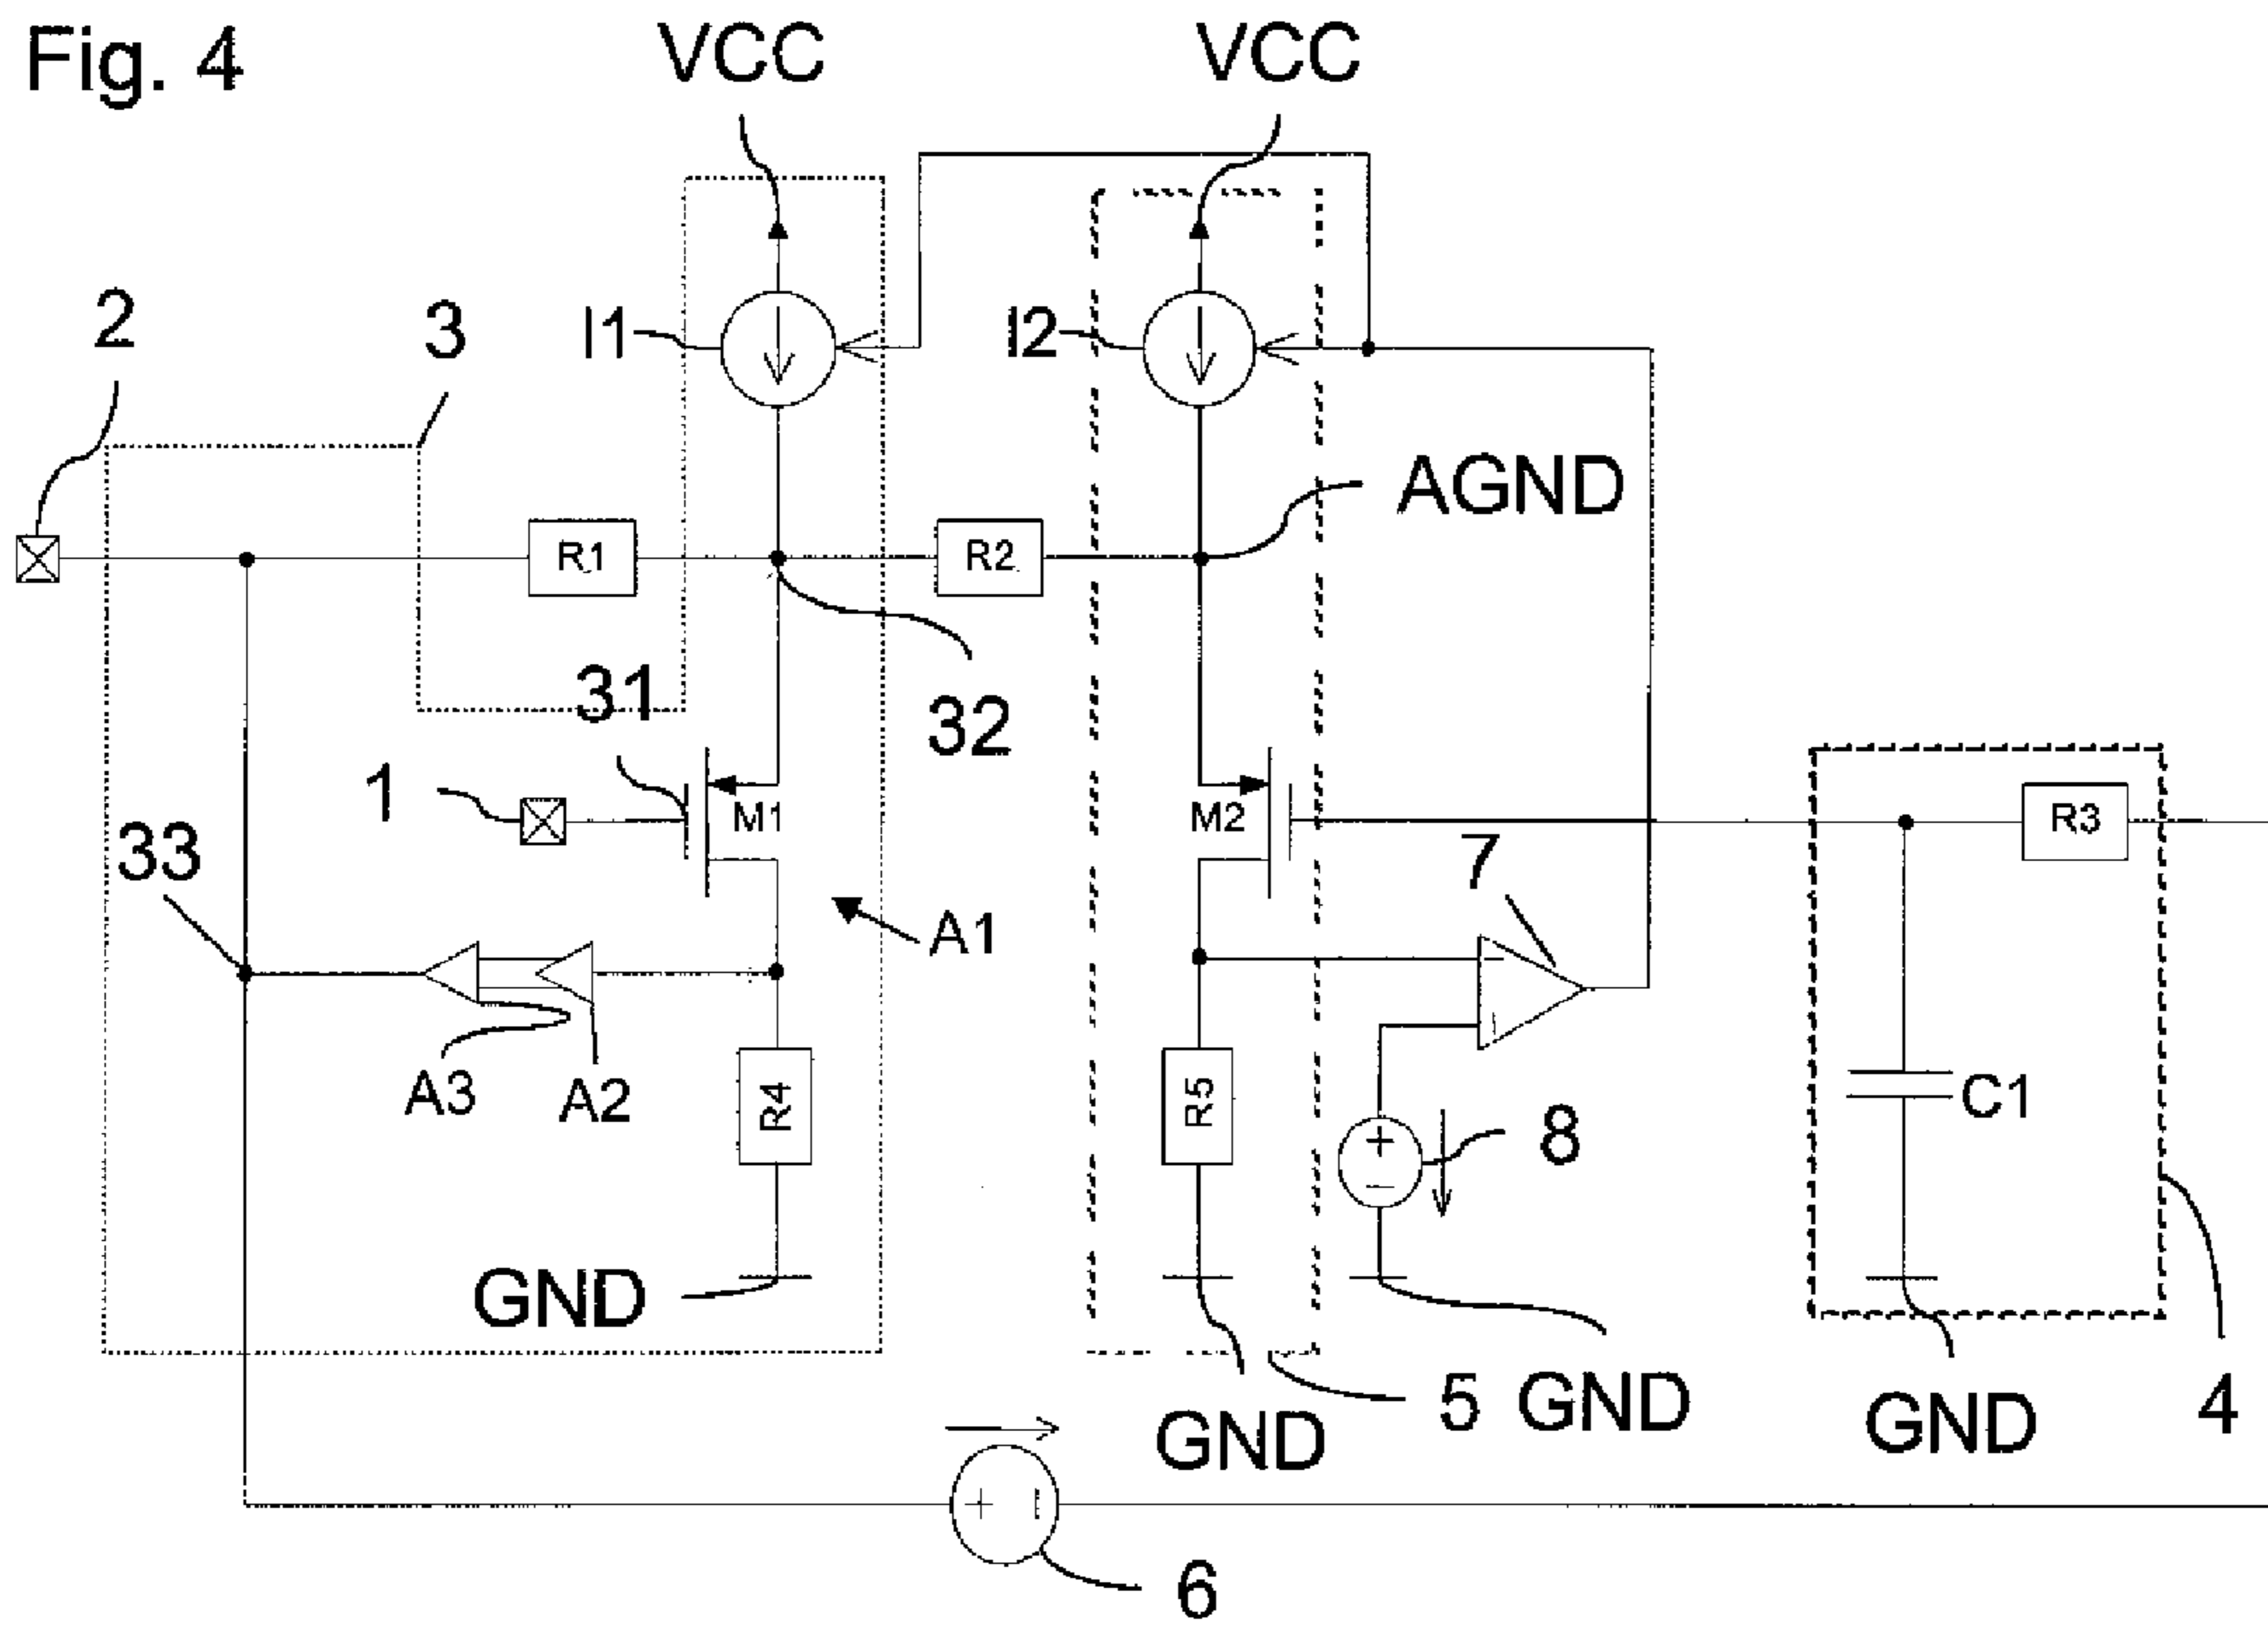 Fig. 4
VCC
VCC
2
3
I1
I2
AGND
R1
R2
31
32
1
M1
M2
R3
33
7
A1
A3
A2
R4
R5
8
C1
GND
5
GND
GND
GND
4
6